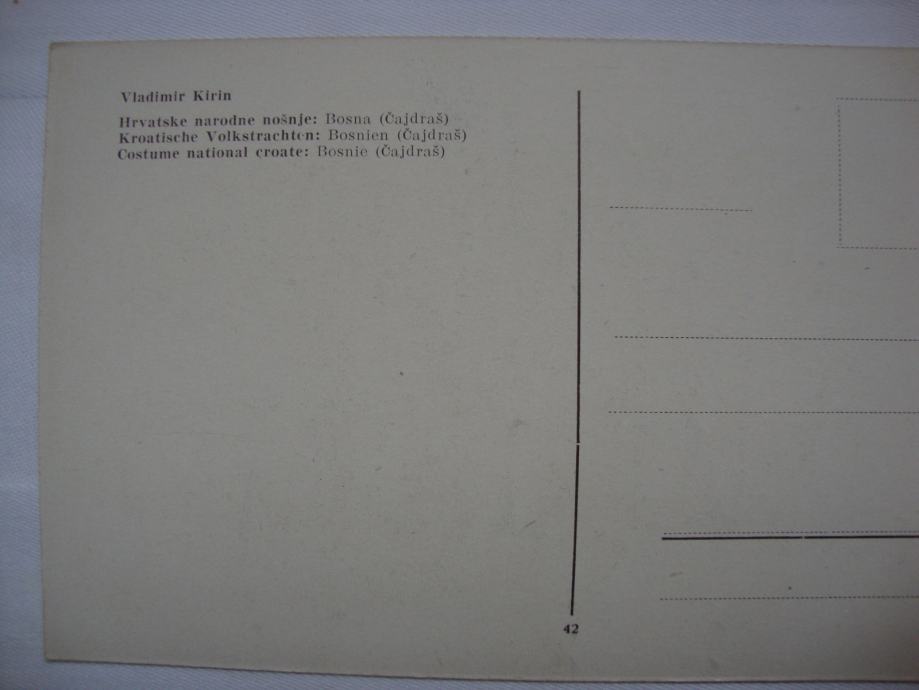 Vladimir Kirin
Hrvatske narodne nošnje: Bosna (Čajdraš)
Kroatische Volkstrachten: Bosnien (Čajdraš)
Costume national croate: Bosnie (Čajdraš)
42